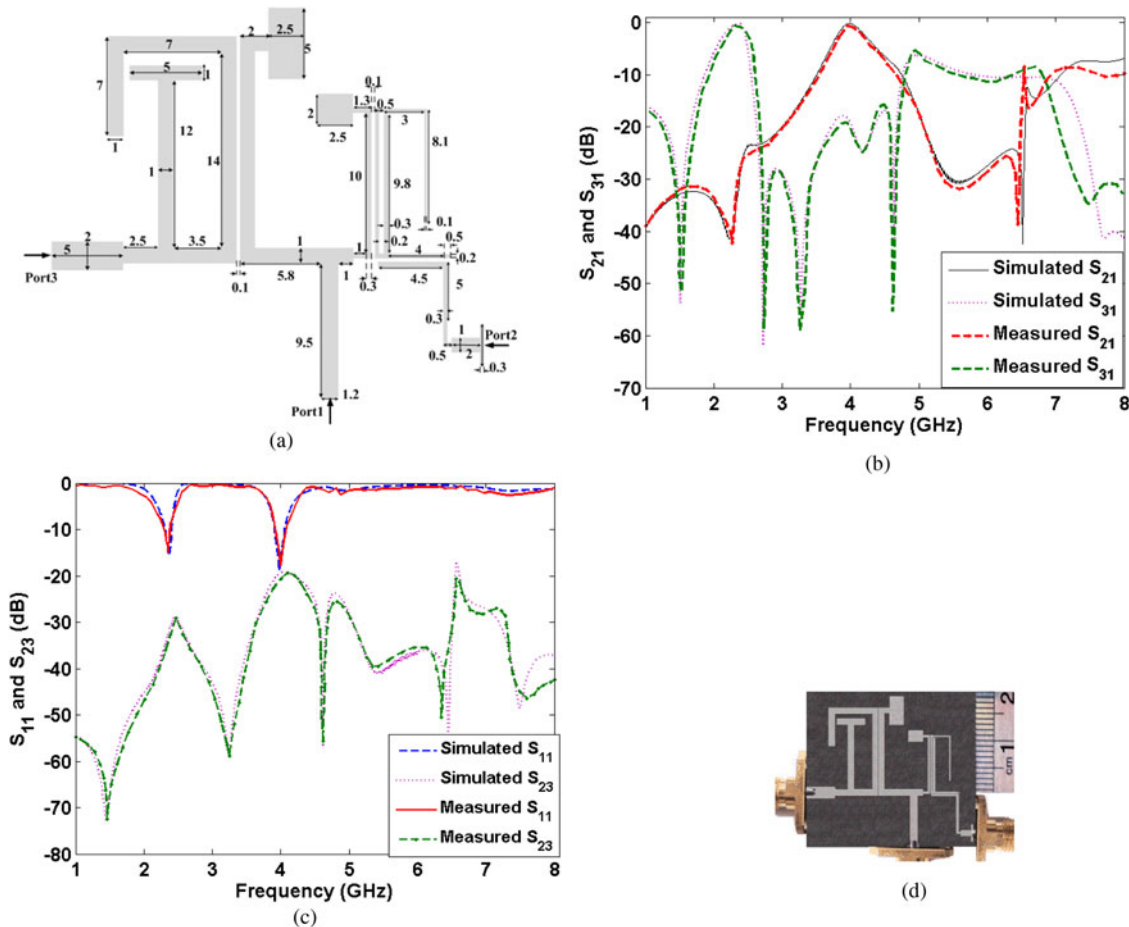 2
2.5
5
7
7
5
1
0.1
1.3
0.5
3
2
2.5
8.1
12
1
1
14
10
9.8
0.3
0.2
0.1
0.5
4
0.2
5
2
2.5
3.5
1
1
Port3
0.1
5.8
1
0.3
4.5
5
0.3
1
Port2
9.5
0.5
2
0.3
1.2
Port1
(a)
S21 and S31 (dB)
0
-10
-20
-30
-40
-50
-60
-70
Simulated S21
Simulated S31
Measured S21
Measured S31
1 2 3 4 5 6 7 8
Frequency (GHz)
(b)
S11 and S23 (dB)
0
-10
-20
-30
-40
-50
-60
-70
-80
Simulated S11
Simulated S23
Measured S11
Measured S23
1 2 3 4 5 6 7 8
Frequency (GHz)
(c)
2
1
cm
(d)